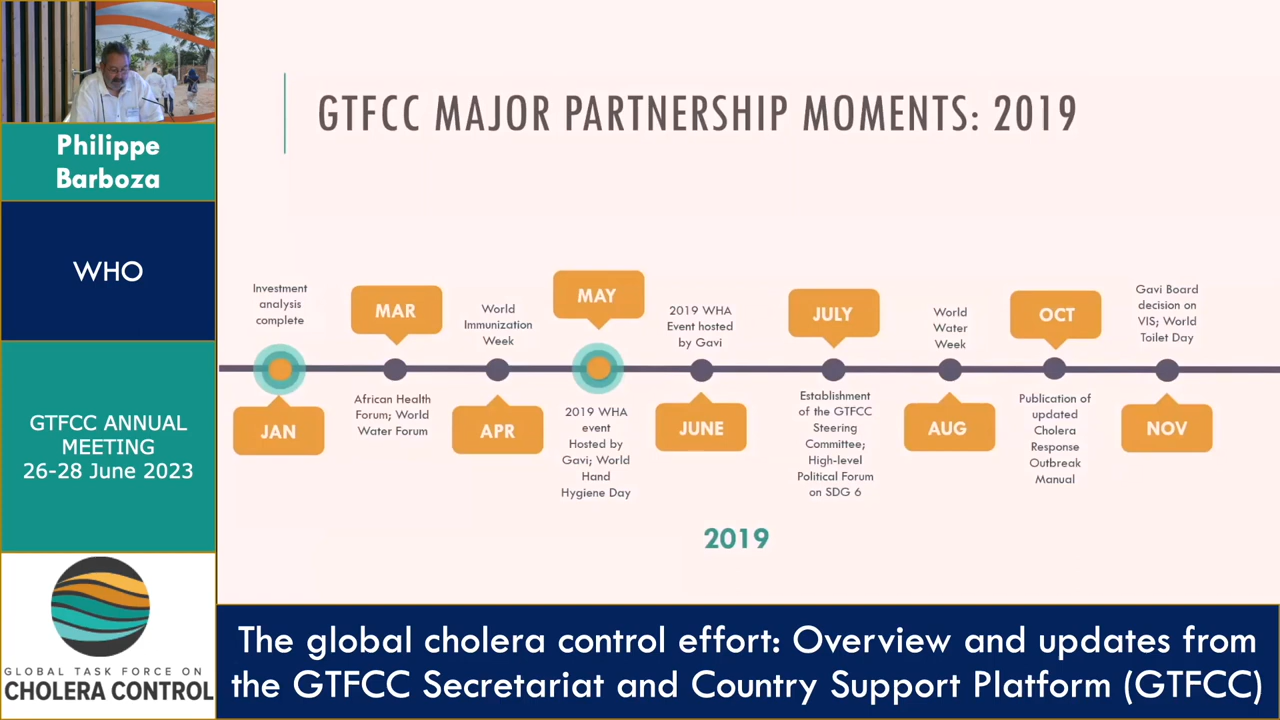 GTFCC MAJOR PARTNERSHIP MOMENTS: 2019
Philippe
Barboza
WHO
GTFCC ANNUAL
MEETING
26-28 June 2023
GLOBAL TASK FORCE ON
CHOLERA CONTROL
Investment
analysis
complete
JAN
MAR
African Health
Forum; World
Water Forum
World
Immunization
Week
APR
MAY
2019 WHA
event
Hosted by
Gavi; World
Hand
Hygiene Day
2019 WHA
Event hosted
by Gavi
JUNE
JULY
Establishment
of the GTFCC
Steering
Committee;
High-level
Political Forum
on SDG 6
World
Water
Week
AUG
OCT
Publication of
updated
Cholera
Response
Outbreak
Manual
Gavi Board
decision on
VIS; World
Toilet Day
NOV
2019
The global cholera control effort: Overview and updates from
the GTFCC Secretariat and Country Support Platform (GTFCC)